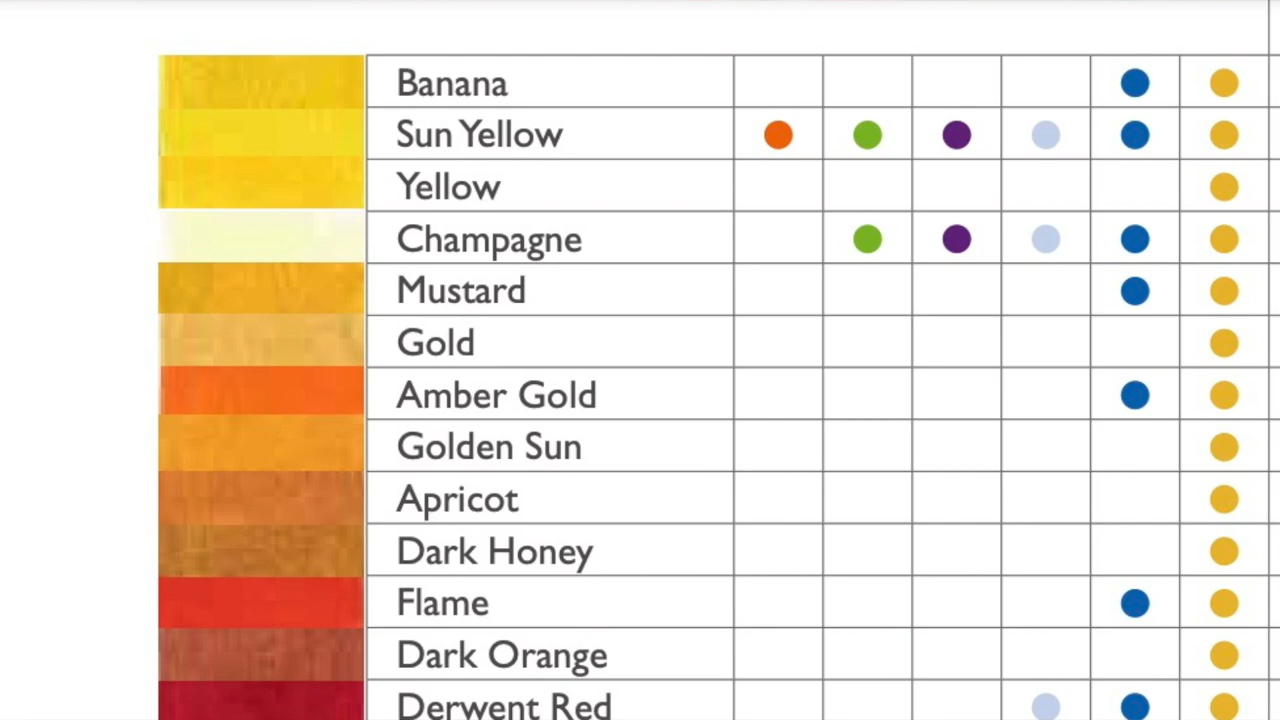 Banana
Sun Yellow
Yellow
Champagne
Mustard
Gold
Amber Gold
Golden Sun
Apricot
Dark Honey
Flame
Dark Orange
Derwent Red